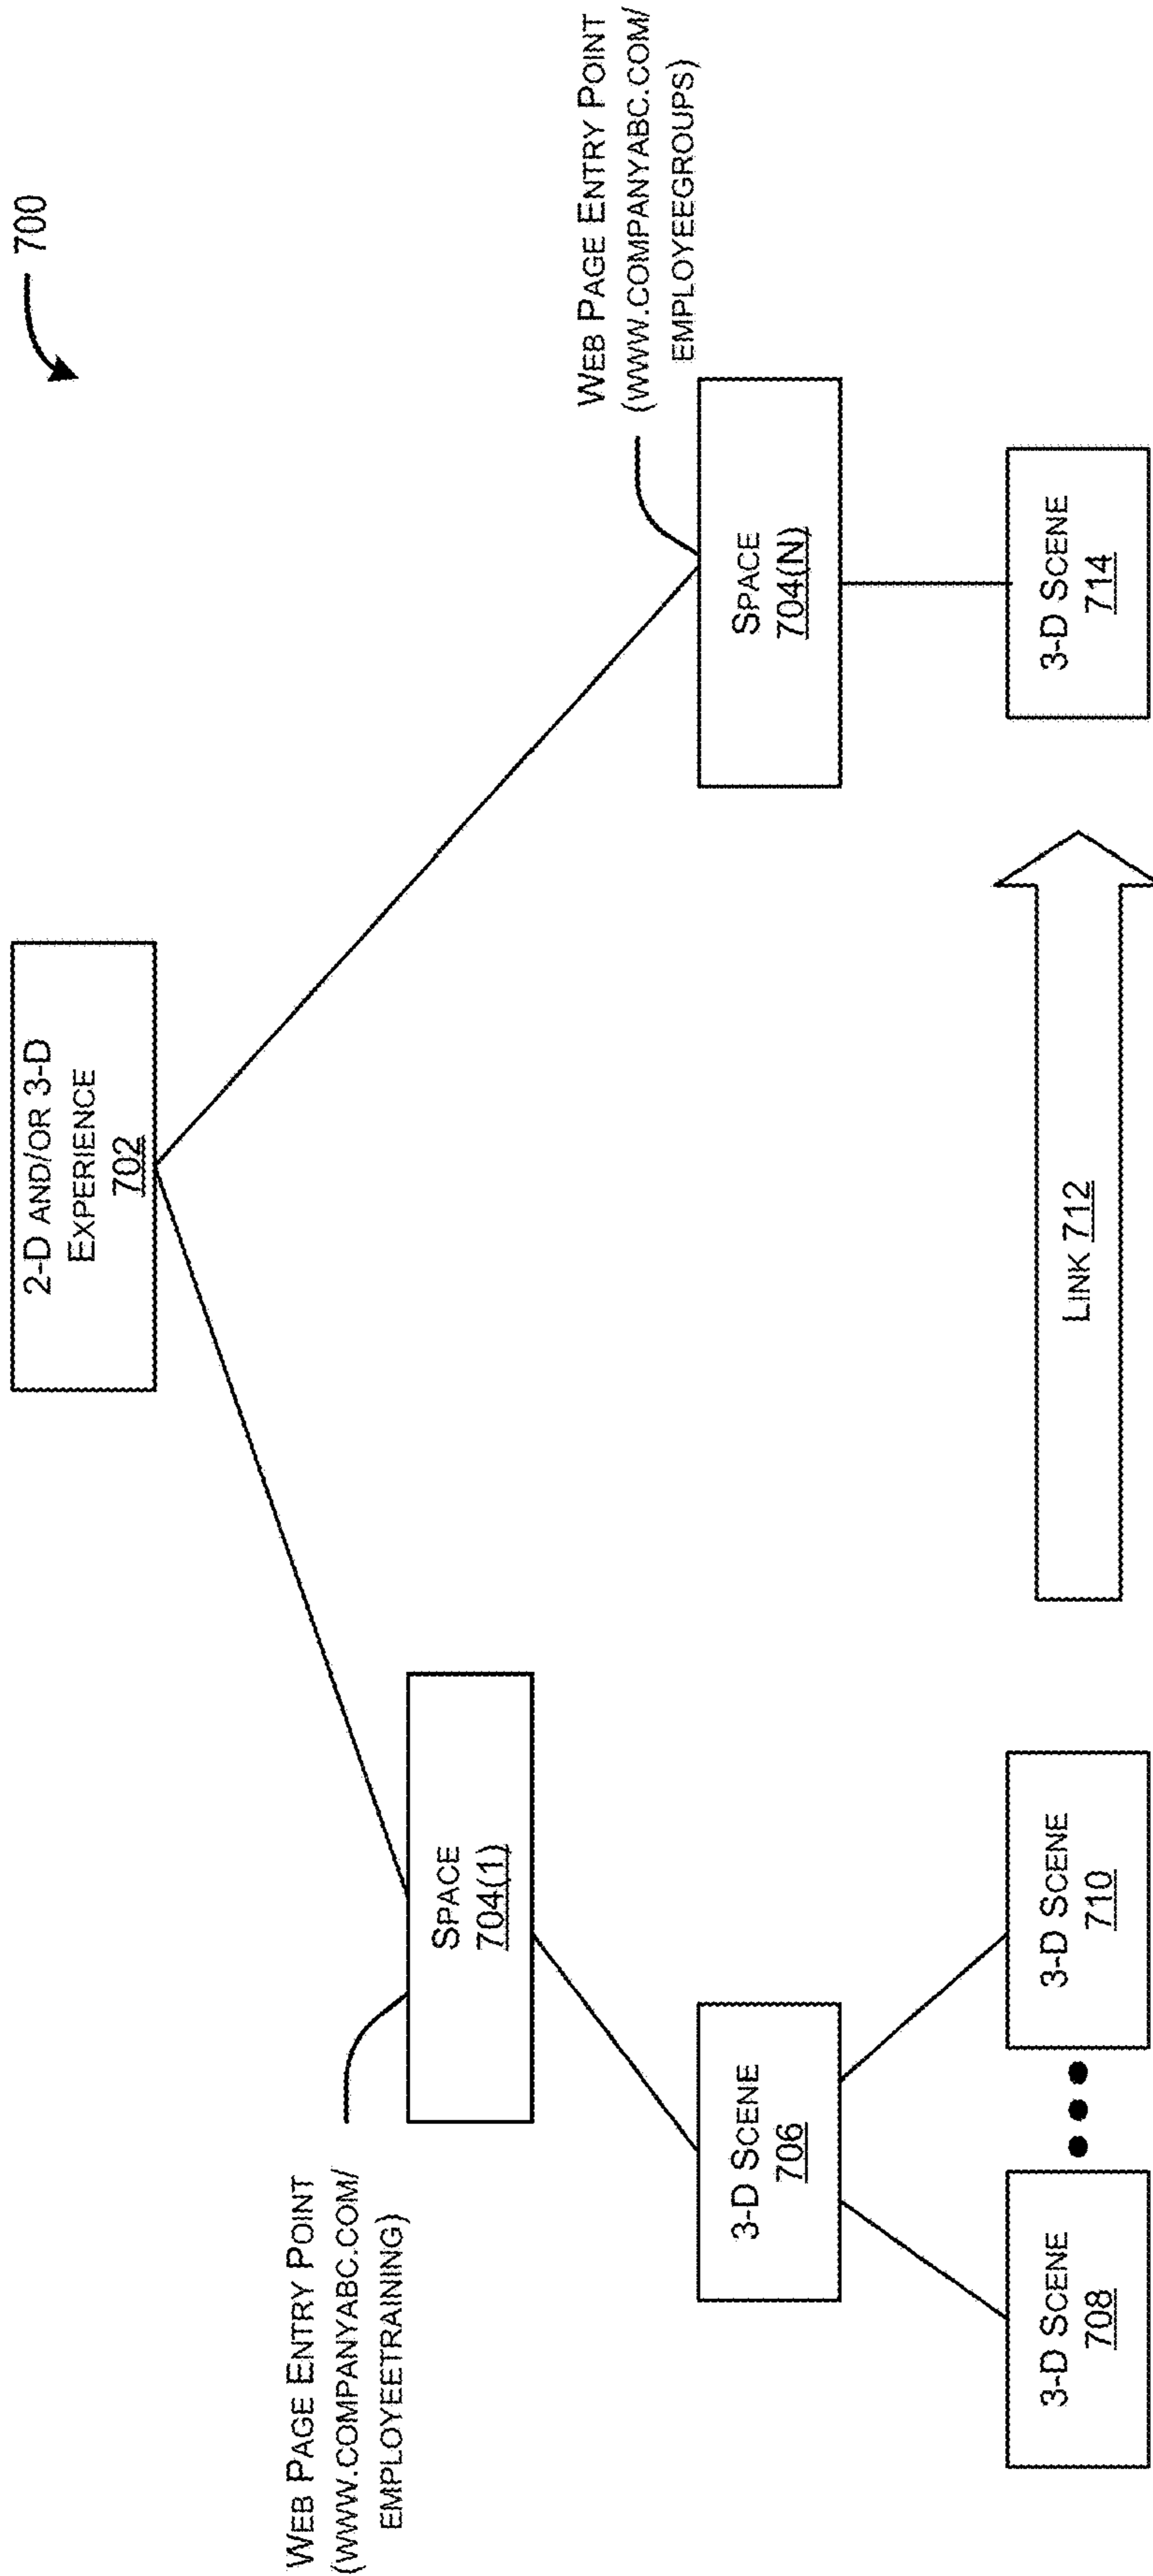 700
2-D AND/OR 3-D
EXPERIENCE
702
WEB PAGE ENTRY POINT
(WWW.COMPANYABC.COM/
EMPLOYEETRAINING)
SPACE
704(1)
WEB PAGE ENTRY POINT
(WWW.COMPANYABC.COM/
EMPLOYEEGROUPS)
SPACE
704(N)
3-D SCENE
706
3-D SCENE
708
3-D SCENE
710
LINK 712
3-D SCENE
714